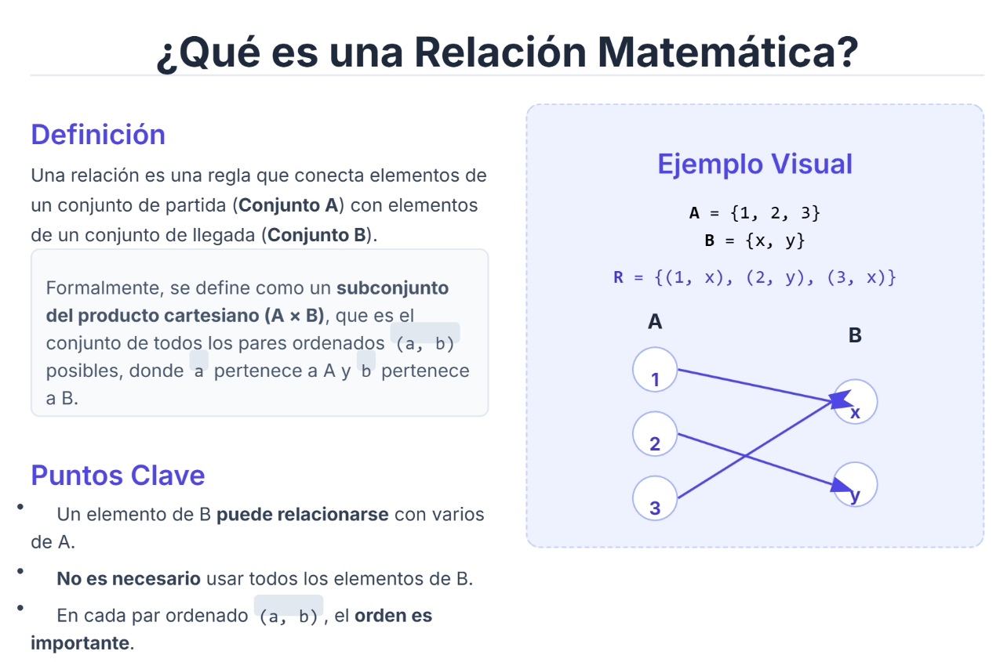 ¿Qué es una Relación Matemática?
Definición
Una relación es una regla que conecta elementos de
un conjunto de partida (Conjunto A) con elementos
de un conjunto de llegada (Conjunto B).
Formalmente, se define como un subconjunto
del producto cartesiano (A × B), que es el
conjunto de todos los pares ordenados (a, b)
posibles, donde a pertenece a A y b pertenece
a B.
Puntos Clave
• Un elemento de B puede relacionarse con varios
de A.
• No es necesario usar todos los elementos de B.
• En cada par ordenado (a, b), el orden es
importante.
Ejemplo Visual
A = {1, 2, 3}
B = {x, y}
R = {(1, x), (2, y), (3, x)}
A
B
1
x
2
y
3